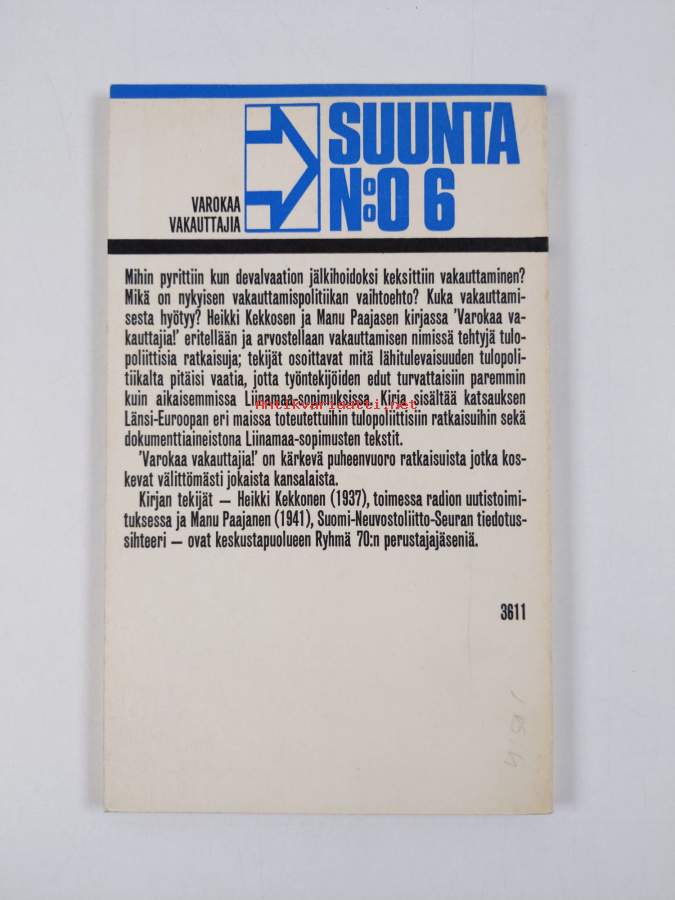 SUUNTA
N:O 6
VAROKAA
VAKAUTTAJIA
Mihin pyrittiin kun devalvaation jälkihoidoksi keksittiin vakauttaminen?
Mikä on nykyisen vakauttamispolitiikan vaihtoehto? Kuka vakauttami-
sesta hyötyy? Heikki Kekkosen ja Manu Paajasen kirjassa 'Varokaa va-
kauttajia!' eritellään ja arvostellaan vakauttamisen nimissä tehtyjä tulo-
poliittisia ratkaisuja; tekijät osoittavat mitä lähitulevaisuuden tulopoli-
tiikalta pitäisi vaatia, jotta työntekijöiden edut turvattaisiin paremmin
kuin aikaisemmissa Liinamaa-sopimuksissa. Kirja sisältää katsauksen
Antikvariaatti.net
Länsi-Euroopan eri maissa toteutettuihin tulopoliittisiin ratkaisuihin sekä
dokumenttiaineistona Liinamaa-sopimusten tekstit.
'Varokaa vakauttajia!' on kärkevä puheenvuoro ratkaisuista jotka kos-
kevat välittömästi jokaista kansalaista.
Kirjan tekijät — Heikki Kekkonen (1937), toimessa radion uutistoimi-
tuksessa ja Manu Paajanen (1941), Suomi-Neuvostoliitto-Seuran tiedotus-
sihteeri — ovat keskustapuolueen Ryhmä 70:n perustajajäseniä.
3611